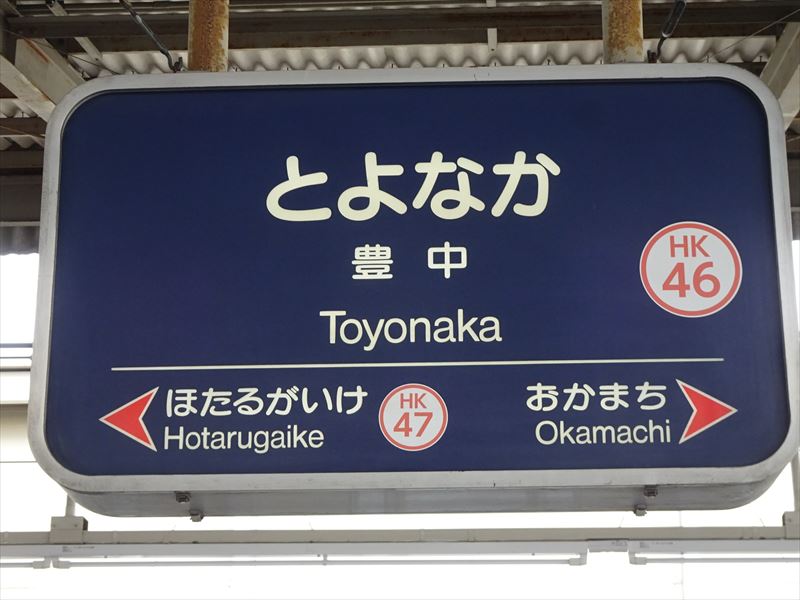 とよなか
豊中
HK
46
Toyonaka
ほたるがいけ
Hotarugaike
HK
47
おかまち
Okamachi